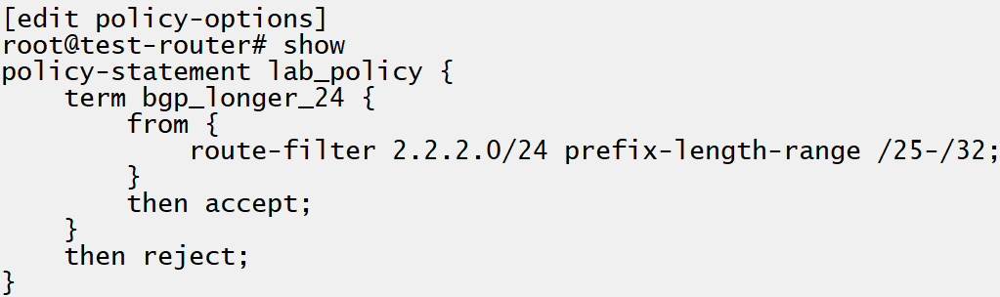 [edit policy-options]
root@test-router# show
policy-statement lab_policy {
    term bgp_longer_24 {
        from {
            route-filter 2.2.2.0/24 prefix-length-range /25-/32;
        }
        then accept;
    }
    then reject;
}